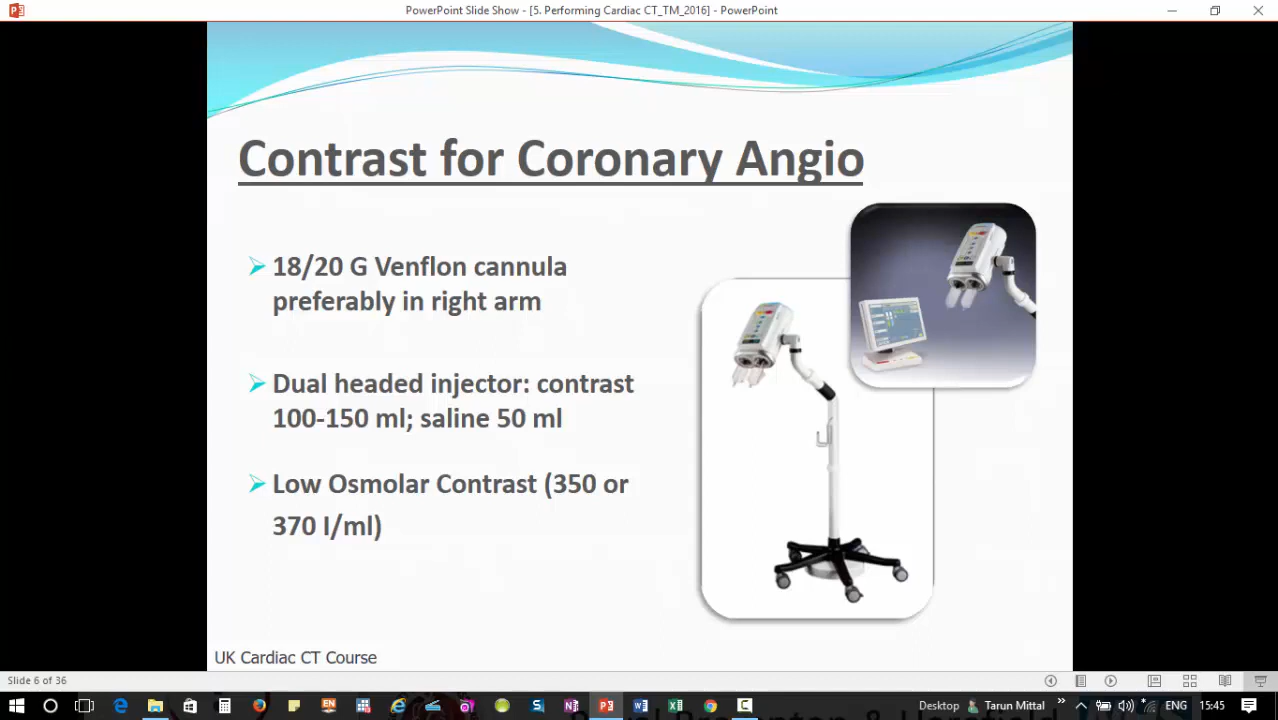 PowerPoint Slide Show - [5. Performing Cardiac CT_TM_2016] - PowerPoint
Contrast for Coronary Angio
18/20 G Venflon cannula
preferably in right arm
Dual headed injector: contrast
100-150 ml; saline 50 ml
Low Osmolar Contrast (350 or
370 I/ml)
UK Cardiac CT Course
Slide 6 of 36
Desktop
Tarun Mittal
ENG
15:45